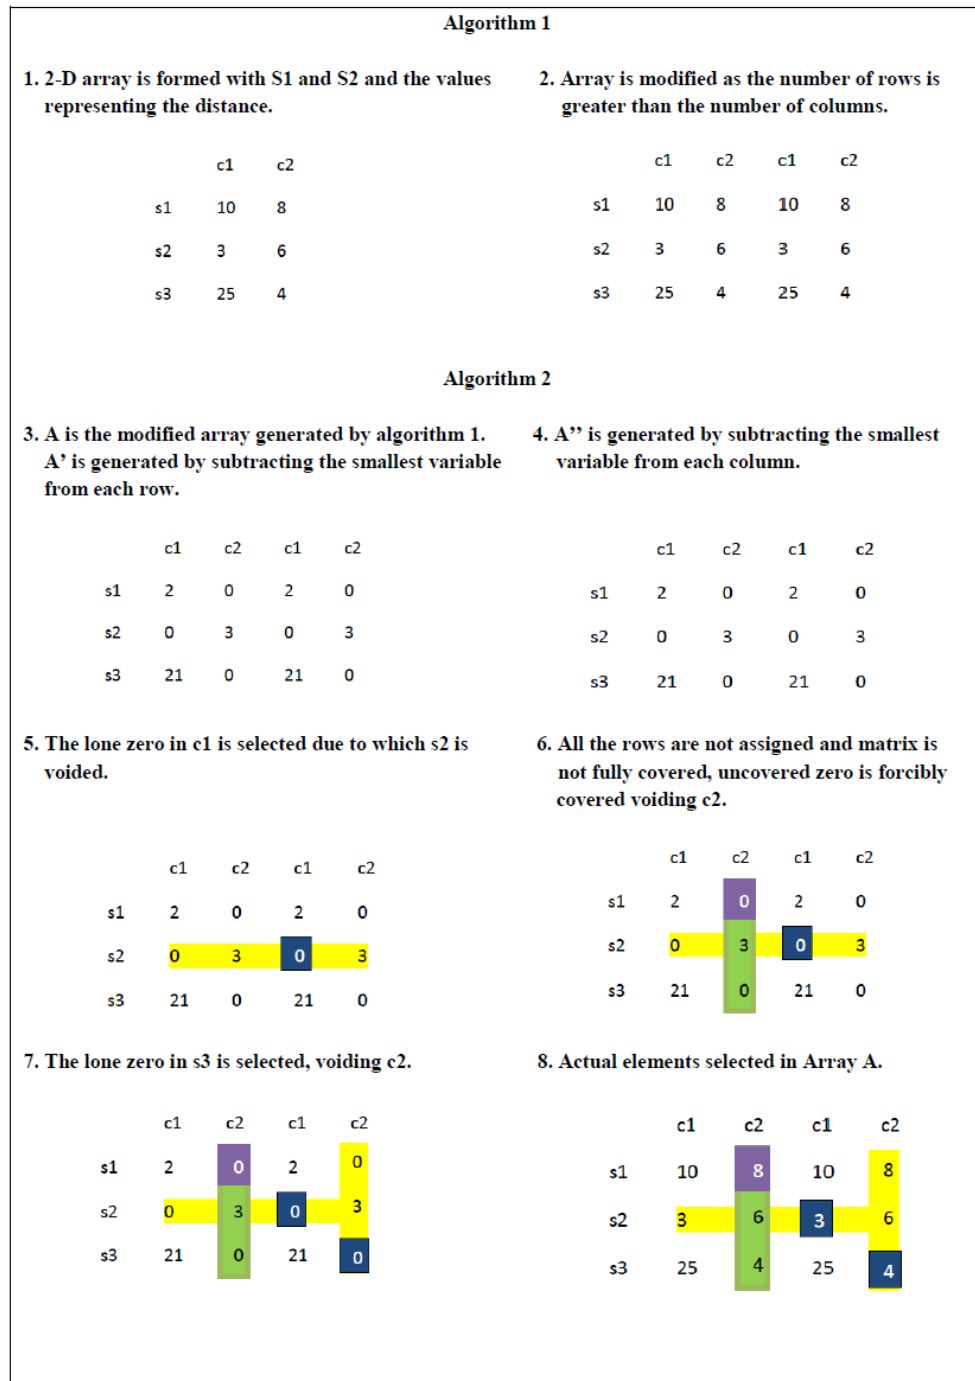 Algorithm 1
1. 2-D array is formed with S1 and S2 and the values
representing the distance.
c1 c2
s1 10 8
s2 3 6
s3 25 4
2. Array is modified as the number of rows is
greater than the number of columns.
c1 c2 c1 c2
s1 10 8 10 8
s2 3 6 3 6
s3 25 4 25 4
Algorithm 2
3. A is the modified array generated by algorithm 1.
A’ is generated by subtracting the smallest variable
from each row.
c1 c2 c1 c2
s1 2 0 2 0
s2 0 3 0 3
s3 21 0 21 0
4. A’’ is generated by subtracting the smallest
variable from each column.
c1 c2 c1 c2
s1 2 0 2 0
s2 0 3 0 3
s3 21 0 21 0
5. The lone zero in c1 is selected due to which s2 is
voided.
c1 c2 c1 c2
s1 2 0 2 0
s2 0 3 0 3
s3 21 0 21 0
6. All the rows are not assigned and matrix is
not fully covered, uncovered zero is forcibly
covered voiding c2.
c1 c2 c1 c2
s1 2 0 2 0
s2 0 3 0 3
s3 21 0 21 0
7. The lone zero in s3 is selected, voiding c2.
c1 c2 c1 c2
s1 2 0 2 0
s2 0 3 0 3
s3 21 0 21 0
8. Actual elements selected in Array A.
c1 c2 c1 c2
s1 10 8 10 8
s2 3 6 3 6
s3 25 4 25 4